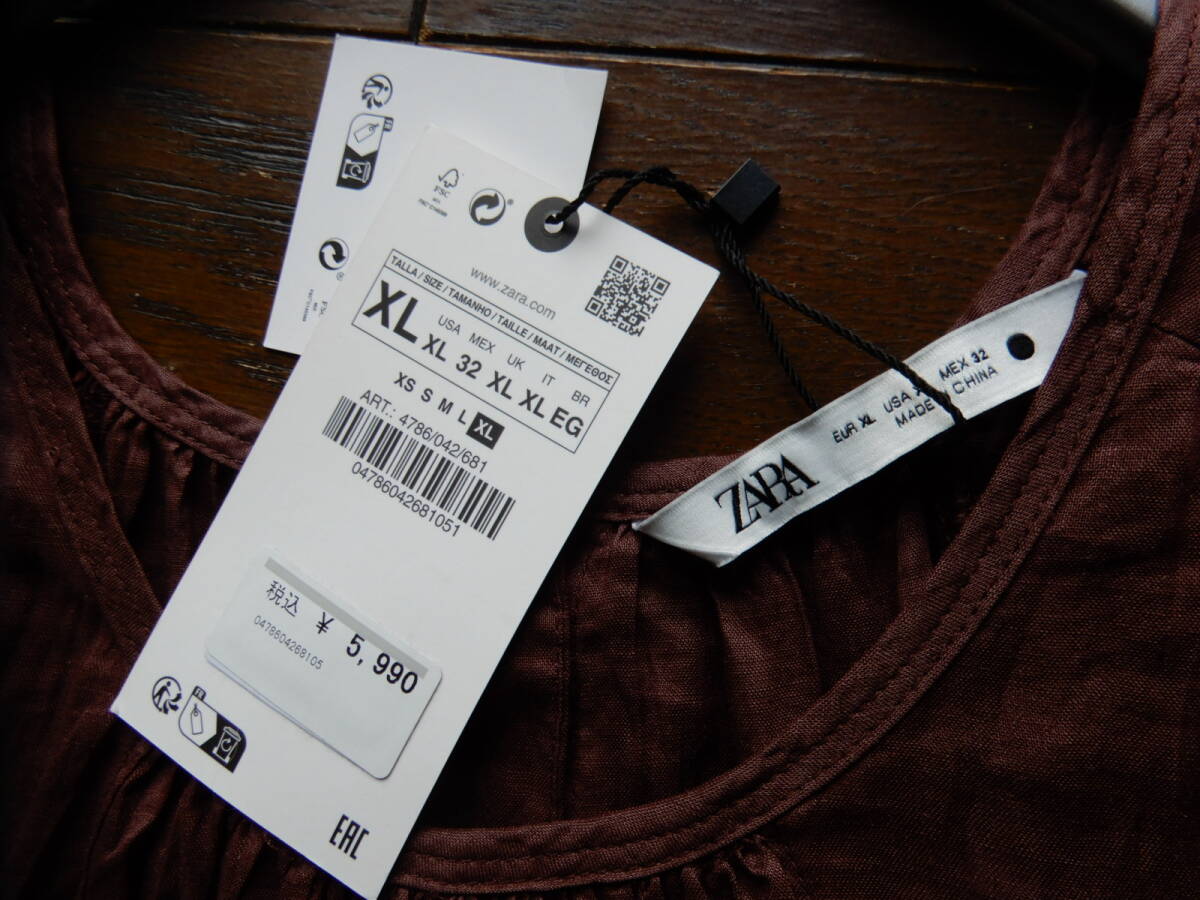 FSC
www.zara.com
TALLA / SIZE / TAMANHO / TAILLE / MAAT / ΜΕΓΕΘΟΣ
USA MEX UK IT BR
XL XL 32 XL XL EG
XS S M L XL
ART.: 4786/042/681
04786042681051
税込 ¥ 5,990
0478604268105
FR
EAC
ZARA
EUR XL USA MEX 32
MADE CHINA